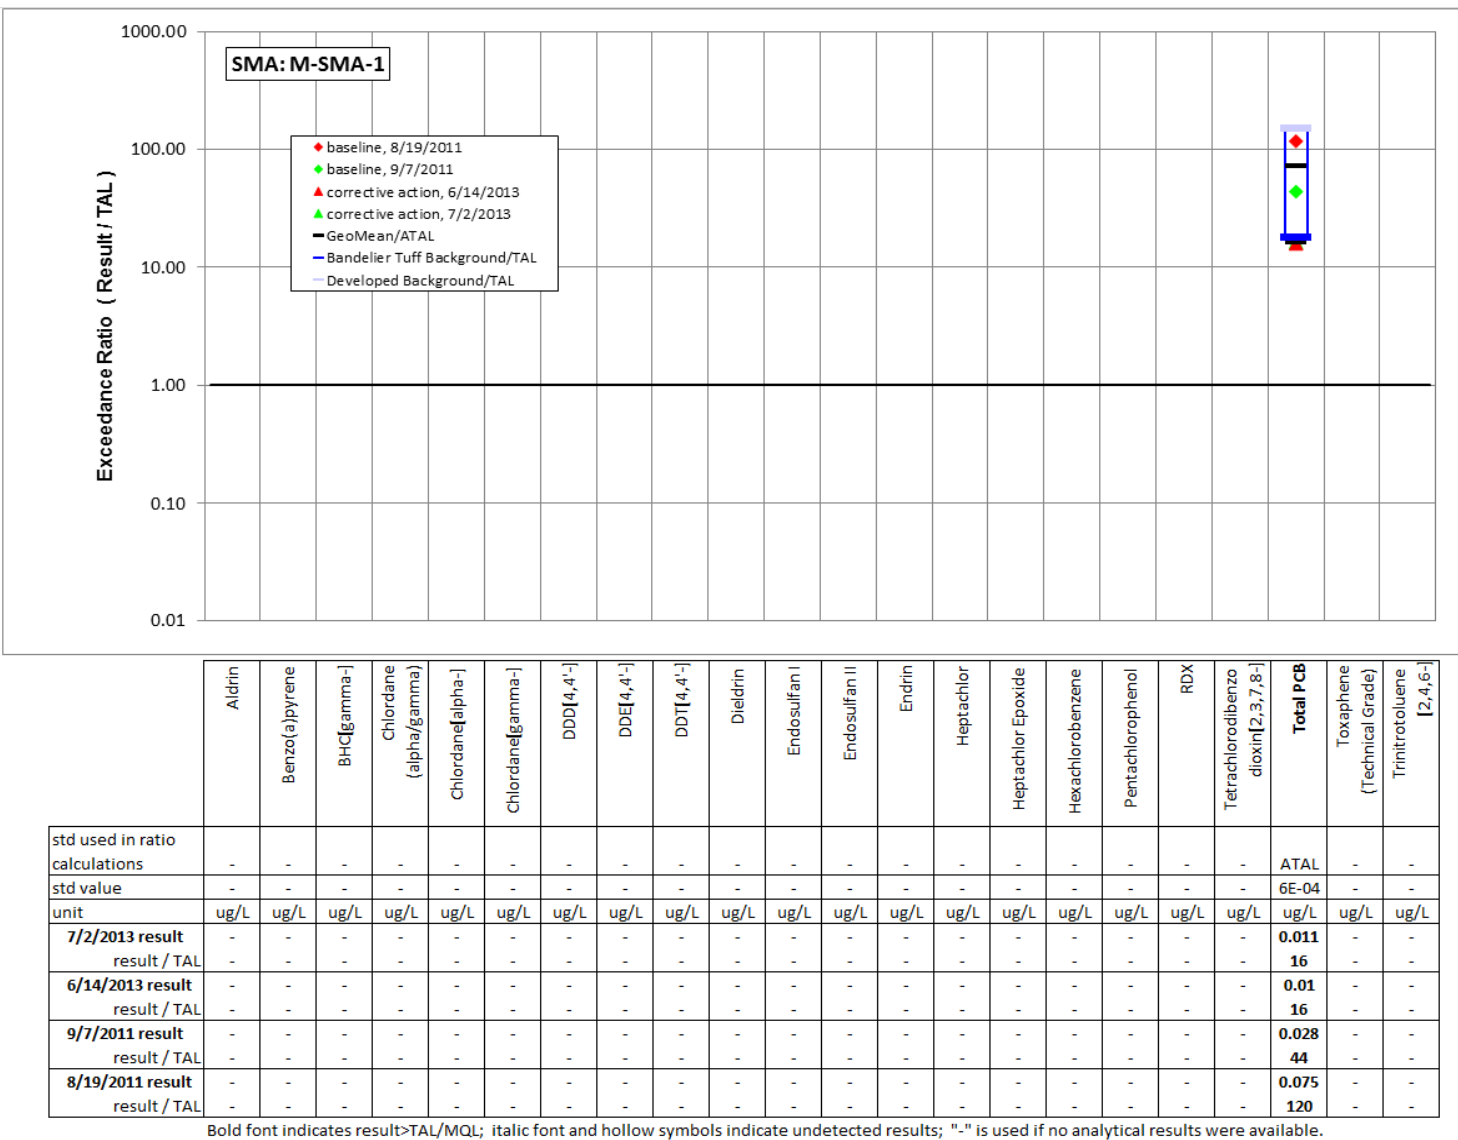 1000.00
SMA: M-SMA-1
100.00
10.00
1.00
0.10
0.01
Exceedance Ratio ( Result / TAL )
baseline, 8/19/2011
baseline, 9/7/2011
corrective action, 6/14/2013
corrective action, 7/2/2013
GeoMean/ATAL
Bandelier Tuff Background/TAL
Developed Background/TAL
Aldrin
Benzo(a)pyrene
BHC[gamma-]
Chlordane
(alpha/gamma)
Chlordane[alpha-]
Chlordane[gamma-]
DDD[4,4'-]
DDE[4,4'-]
DDT[4,4'-]
Dieldrin
Endosulfan I
Endosulfan II
Endrin
Heptachlor
Heptachlor Epoxide
Hexachlorobenzene
Pentachlorophenol
RDX
Tetrachlorodibenzo
dioxin[2,3,7,8-]
Total PCB
Toxaphene
(Technical Grade)
Trinitrotoluene
[2,4,6-]
std used in ratio
calculations - - - - - - - - - - - - - - - - - - - ATAL - -
std value - - - - - - - - - - - - - - - - - - - 6E-04 - -
unit ug/L ug/L ug/L ug/L ug/L ug/L ug/L ug/L ug/L ug/L ug/L ug/L ug/L ug/L ug/L ug/L ug/L ug/L ug/L ug/L ug/L ug/L
7/2/2013 result - - - - - - - - - - - - - - - - - - - 0.011 - -
result / TAL - - - - - - - - - - - - - - - - - - - 16 - -
6/14/2013 result - - - - - - - - - - - - - - - - - - - 0.01 - -
result / TAL - - - - - - - - - - - - - - - - - - - 16 - -
9/7/2011 result - - - - - - - - - - - - - - - - - - - 0.028 - -
result / TAL - - - - - - - - - - - - - - - - - - - 44 - -
8/19/2011 result - - - - - - - - - - - - - - - - - - - 0.075 - -
result / TAL - - - - - - - - - - - - - - - - - - - 120 - -
Bold font indicates result>TAL/MQL; italic font and hollow symbols indicate undetected results; "-" is used if no analytical results were available.